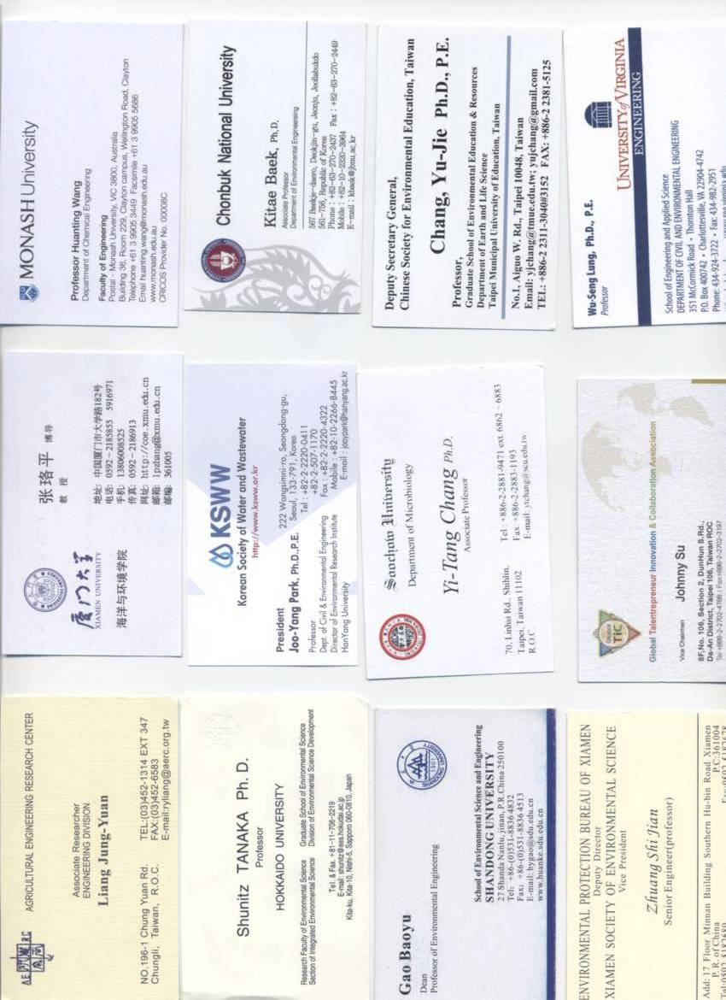 AGRICULTURAL ENGINEERING RESEARCH CENTER
Associate Researcher
ENGINEERING DIVISION
Liang Jung-Yuan
NO.196-1 Chung Yuan Rd. TEL:(03)452-1314 EXT 347
Chungli, Taiwan, R.O.C. FAX:(03)452-6583
E-mail:ryliang@aerc.org.tw
张珞平 博导
教 授
厦门大学
XIAMEN UNIVERSITY
海洋与环境学院
地址: 中国厦门市大学路182号
电话: 0592-2185855 5916971
手机: 13806008525
传真: 0592-2186913
网址: http://coe.xmu.edu.cn
邮箱: lpzhang@xmu.edu.cn
邮编: 361005
MONASH University
Professor Huanting Wang
Department of Chemical Engineering
Faculty of Engineering
Postal - Monash University, VIC 3800, Australia
Building 36, Room 229, Clayton campus, Wellington Road, Clayton
Telephone +61 3 9905 3449 Facsimile +61 3 9905 5686
Email huanting.wang@monash.edu.au
www.monash.edu.au
CRICOS Provider No. 00008C
Shunitz TANAKA Ph. D.
Professor
HOKKAIDO UNIVERSITY
Research Faculty of Environmental Science Graduate School of Environmental Science
Section of Integrated Environmental Science Division of Environmental Science Development
Tel. & Fax. +81-11-706-2219
E-mail: shunitz@ees.hokudai.ac.jp
Kita-ku, Kita-10, Nishi-5, Sapporo 060-0810, Japan
KSWW
Korean Society of Water and Wastewater
http://www.ksww.or.kr
President
Joo-Yang Park, Ph.D.,P.E.
Professor
Dept. of Civil & Environmental Engineering
Director of Environmental Research Institute
HanYang University
222 Wangsimni-ro, Seongdong-gu,
Seoul, 133-791, Korea
Tel : +82-2-2220-0411
+82-2-507-1170
Fax : +82-2-2220-4322
Mobile : +82-10-2266-8445
E-mail : jooypark@hanyang.ac.kr
Chonbuk National University
Kitae Baek, Ph.D.
Associate Professor
Department of Environmental Engineering
567 Baekje-daero, Deokjin-gu, Jeonju, Jeollabukdo
561-756, Republic of Korea
Phone : +82-63-270-2437 Fax : +82-63-270-2449
Mobile : +82-10-2320-3964
E-mail : kbaek@jbnu.ac.kr
Gao Baoyu
Dean
Professor of Environmental Engineering
School of Environmental Science and Engineering
SHANDONG UNIVERSITY
27 Shanda Nanlu, jinan, P.R.China 250100
Tel: +86-(0)531-8836 4832
Fax: +86-(0)531-8836 4513
E-mail: bygao@sdu.edu.cn
www.huanke.sdu.edu.cn
Soochow University
Department of Microbiology
Yi-Tang Chang Ph.D.
Associate Professor
70, Linhsi Rd., Shihlin, Tel : +886-2-2881-9471 ext. 6862 ~ 6883
Taipei, Taiwan 11102 Fax: +886-2-2883-1193
R.O.C E-mail: ytchang@scu.edu.tw
Deputy Secretary General,
Chinese Society for Environmental Education, Taiwan
Chang, Yu-Jie Ph.D., P.E.
Professor,
Graduate School of Environmental Education & Resources
Department of Earth and Life Science
Taipei Municipal University of Education, Taiwan
No.1, Aiguo W. Rd., Taipei 10048, Taiwan
Email: yjchang@tmue.edu.tw; yujchang@gmail.com
TEL: +886-2 2311-3040#3152 FAX: +886-2 2381-5125
ENVIRONMENTAL PROTECTION BUREAU OF XIAMEN
Deputy Director
XIAMEN SOCIETY OF ENVIRONMENTAL SCIENCE
Vice President
Zhuang Shi Jian
Senior Engineer(professor)
Add: 17 Floor Minnan Building Southern Hu-bin Road Xiamen
P. R. of China P.C:361004
TIC
Global Talentrepreneur Innovation & Collaboration Association
Vice Chairman Johnny Su
8F, No. 106, Section 2, DunHun S.Rd.,
Da-An District, Taipei 106, Taiwan ROC
UNIVERSITY of VIRGINIA
ENGINEERING
Wu-Seng Lung, Ph.D., P.E.
Professor
School of Engineering and Applied Science
DEPARTMENT OF CIVIL AND ENVIRONMENTAL ENGINEERING
351 McCormick Road • Thornton Hall
P.O. Box 400742 • Charlottesville, VA 22904-4742
Phone: 434-924-3722 • Fax: 434-982-2951